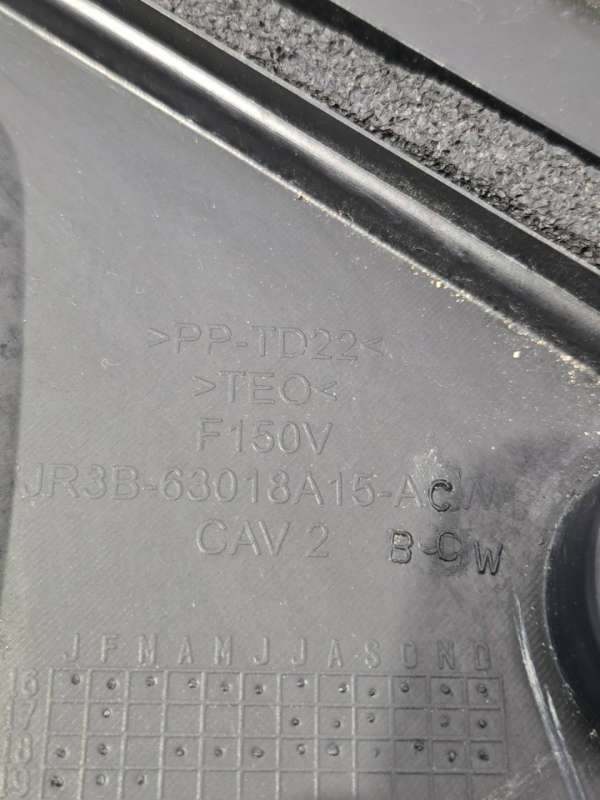 >PP-TD22<
>TEO<
F150V
JR3B-63018A15-ACW
CAV 2 B-CW
J F M A M J J A S O N D
16
17
18
19